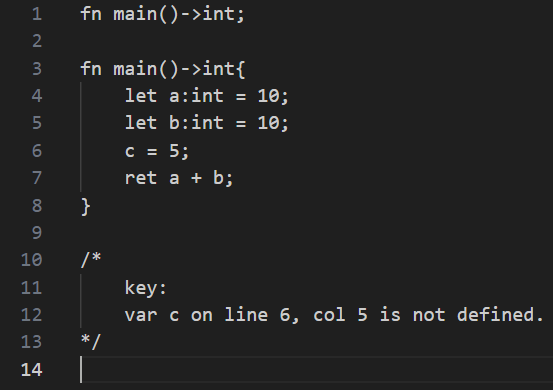 1 fn main()->int;
2
3 fn main()->int{
4     let a:int = 10;
5     let b:int = 10;
6     c = 5;
7     ret a + b;
8 }
9
10 /*
11     key:
12     var c on line 6, col 5 is not defined.
13 */
14